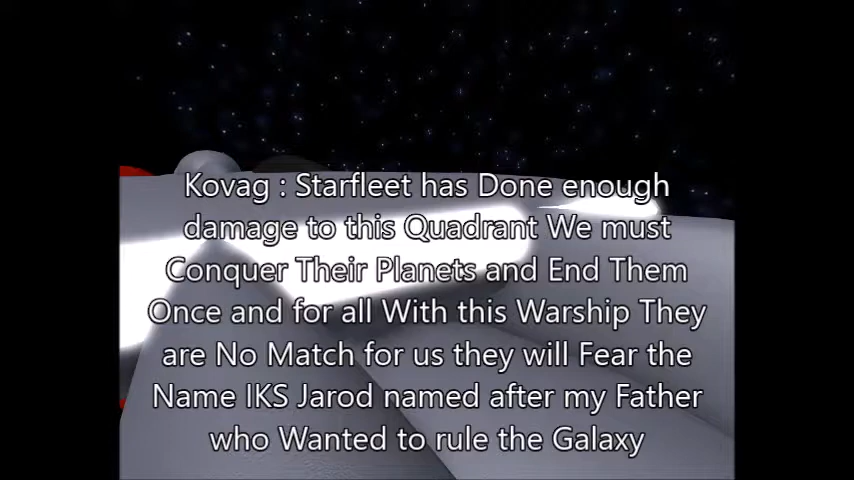 Kovag : Starfleet has Done enough
damage to this Quadrant We must
Conquer Their Planets and End Them
Once and for all With this Warship They
are No Match for us they will Fear the
Name IKS Jarod named after my Father
who Wanted to rule the Galaxy